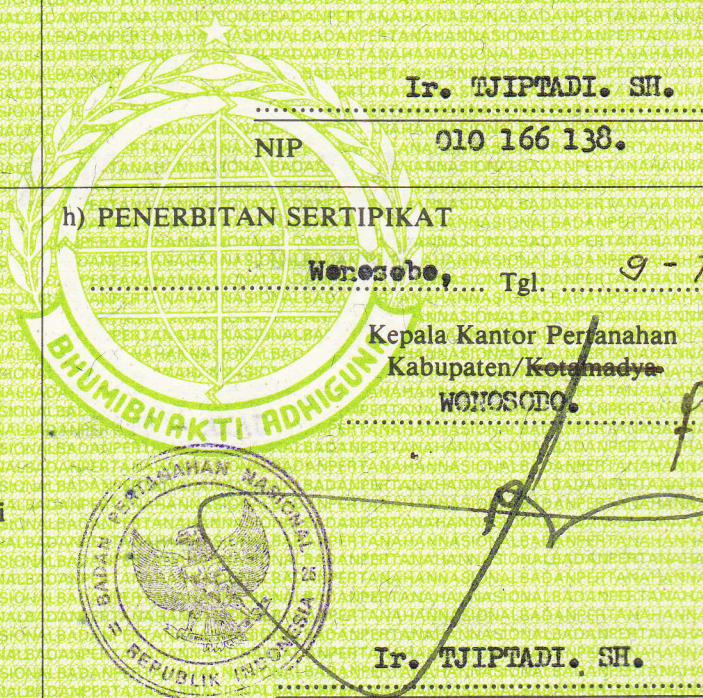 Ir. TJIPTADI. SH.
NIP 010 166 138.
h) PENERBITAN SERTIPIKAT
Wonosobo, Tgl. 9 -
Kepala Kantor Pertanahan
Kabupaten/Kotamadya
WONOSOBO.
BHUMIBHAKTI ADHIGUNA
BADAN PERTANAHAN NASIONAL
REPUBLIK INDONESIA
Ir. TJIPTADI. SH.